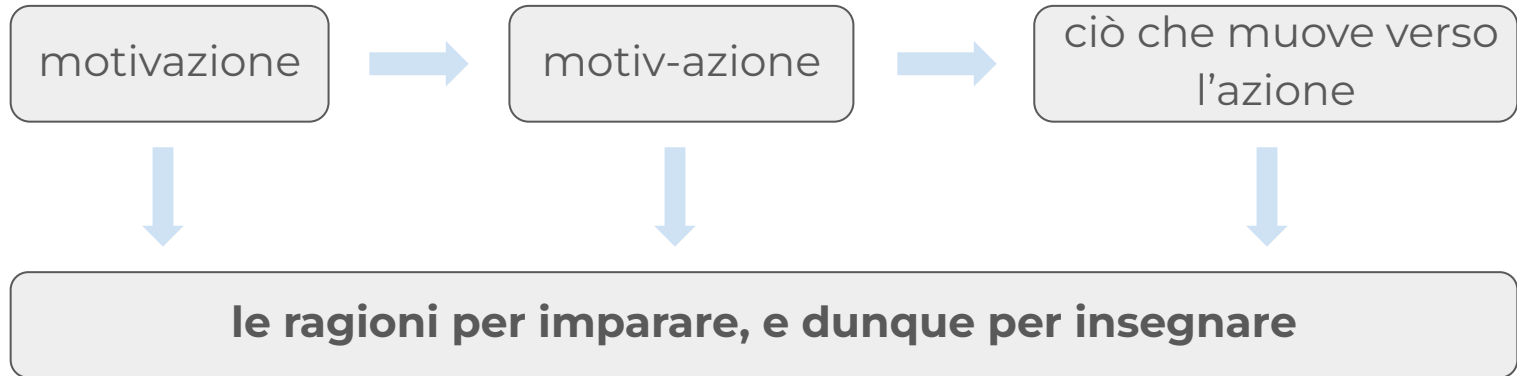 motivazione
motiv-azione
ciò che muove verso
l’azione
le ragioni per imparare, e dunque per insegnare